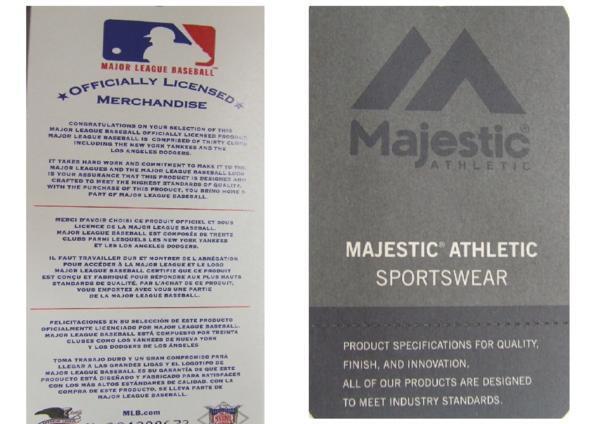 MAJOR LEAGUE BASEBALL™
★ OFFICIALLY LICENSED ★
MERCHANDISE
CONGRATULATIONS ON YOUR SELECTION OF THIS
MAJOR LEAGUE BASEBALL OFFICIALLY LICENSED PRODUCT.
MAJOR LEAGUE BASEBALL IS COMPRISED OF THIRTY CLUBS
INCLUDING THE NEW YORK YANKEES AND THE
LOS ANGELES DODGERS.
IT TAKES HARD WORK AND COMMITMENT TO MAKE IT TO THE
MAJOR LEAGUES AND THE MAJOR LEAGUE BASEBALL LOGO
IS YOUR ASSURANCE THAT THIS PRODUCT IS DESIGNED AND
CRAFTED TO MEET THE HIGHEST STANDARDS OF QUALITY.
WITH THE PURCHASE OF THIS PRODUCT, YOU BRING HOME A
PART OF MAJOR LEAGUE BASEBALL.
MERCI D'AVOIR CHOISI CE PRODUIT OFFICIEL ET SOUS
LICENCE DE LA MAJOR LEAGUE BASEBALL.
MAJOR LEAGUE BASEBALL EST COMPOSÉE DE TRENTE
CLUBS PARMI LESQUELS LES NEW YORK YANKEES
ET LES LOS ANGELES DODGERS.
IL FAUT TRAVAILLER DUR ET MONTRER DE L'ABNÉGATION
POUR ACCÉDER À LA MAJOR LEAGUE ET LE LOGO
MAJOR LEAGUE BASEBALL CERTIFIE QUE CE PRODUIT
EST CONÇU ET FABRIQUÉ POUR RÉPONDRE AUX PLUS HAUTS
STANDARDS DE QUALITÉ. PAR L'ACHAT DE CE PRODUIT,
VOUS EMPORTEZ AVEC VOUS UNE PARTIE
DE LA MAJOR LEAGUE BASEBALL.
FELICITACIONES EN SU SELECCIÓN DE ESTE PRODUCTO
OFICIALMENTE LICENCIADO POR MAJOR LEAGUE BASEBALL.
MAJOR LEAGUE BASEBALL ESTÁ COMPUESTO POR TREINTA
CLUBES COMO LOS YANKEES DE NUEVA YORK
Y LOS DODGERS DE LOS ÁNGELES
TOMA TRABAJO DURO Y UN GRAN COMPROMISO PARA
LLEGAR A LAS GRANDES LIGAS Y EL LOGOTIPO DE
MAJOR LEAGUE BASEBALL ES SU GARANTÍA DE QUE ESTE
PRODUCTO ESTÁ DISEÑADO Y FABRICADO PARA SATISFACER
CON LOS MÁS ALTOS ESTÁNDARES DE CALIDAD. CON LA
COMPRA DE ESTE PRODUCTO, SE LLEVA PARTE DE
MAJOR LEAGUE BASEBALL.
MLB.com
Majestic®
ATHLETIC
MAJESTIC® ATHLETIC
SPORTSWEAR
PRODUCT SPECIFICATIONS FOR QUALITY,
FINISH, AND INNOVATION.
ALL OF OUR PRODUCTS ARE DESIGNED
TO MEET INDUSTRY STANDARDS.